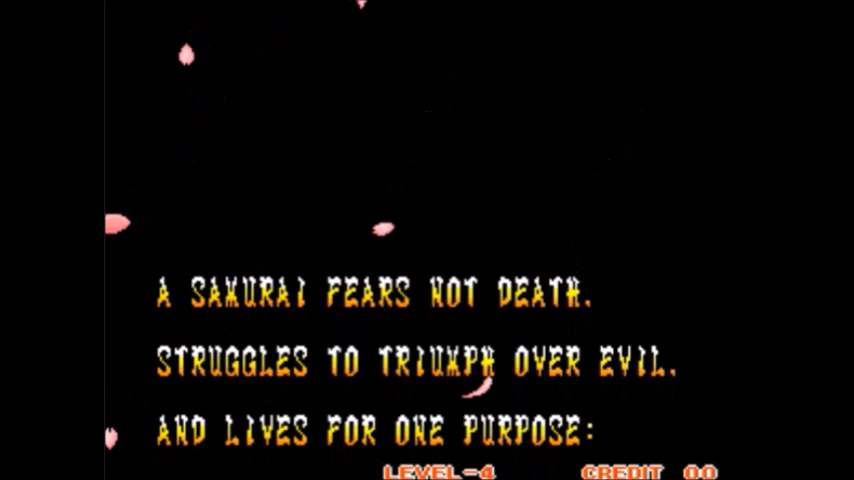 A SAMURAI FEARS NOT DEATH.
STRUGGLES TO TRIUMPH OVER EVIL.
AND LIVES FOR ONE PURPOSE:
LEVEL-4 CREDIT 00